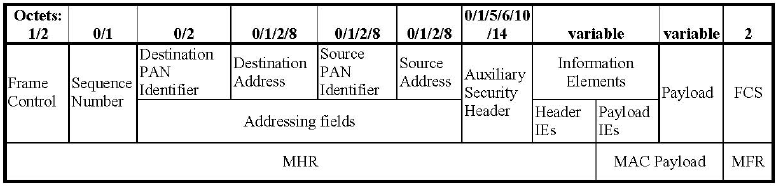 Octets: 1/2 0/1 0/2 0/1/2/8 0/1/2/8 0/1/2/8 0/1/5/6/10/14 variable variable 2
Frame Control
Sequence Number
Destination PAN Identifier
Destination Address
Source PAN Identifier
Source Address
Auxiliary Security Header
Information Elements
Payload
FCS
Addressing fields
Header IEs
Payload IEs
MHR
MAC Payload
MFR